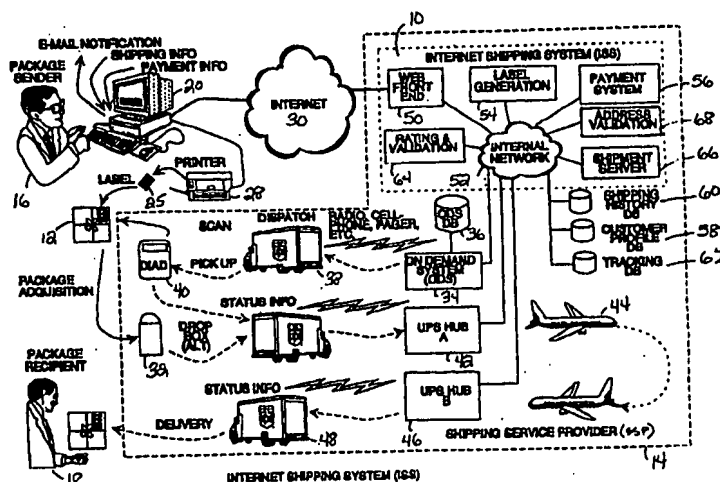 10
INTERNET SHIPPING SYSTEM (ISS)
E-MAIL NOTIFICATION
SHIPPING INFO
PAYMENT INFO
PACKAGE SENDER
16
20
INTERNET
30
WEB FRONT END
50
LABEL GENERATION
54
PAYMENT SYSTEM
56
ADDRESS VALIDATION
68
RATING & VALIDATION
64
INTERNAL NETWORK
52
SHIPMENT SERVER
66
PRINTER
28
LABEL
25
12
SHIPPING HISTORY DB
60
CUSTOMER PROFILE DB
58
TRACKING DB
62
SCAN
DISPATCH
RADIO, CELL-PHONE, PAGER, ETC.
ODS DB
36
DIAD
40
PICK UP
38
ON DEMAND SYSTEM (ODS)
34
PACKAGE ACQUISITION
STATUS INFO
DROP BOX (ALT)
UPS HUB A
42
44
PACKAGE RECIPIENT
18
STATUS INFO
DELIVERY
48
UPS HUB B
46
SHIPPING SERVICE PROVIDER (SSP)
14
INTERNET SHIPPING SYSTEM (ISS)